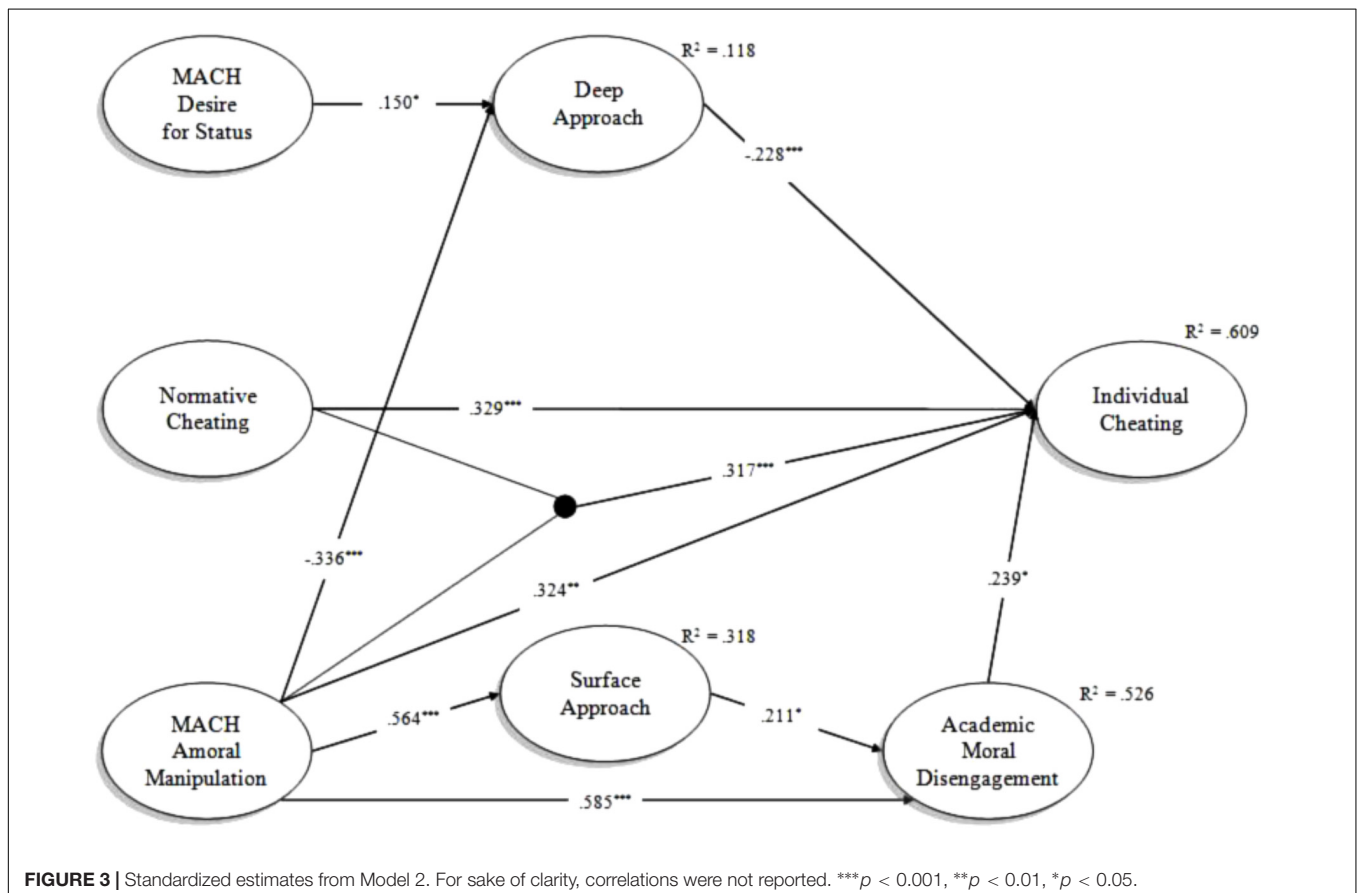 MACH
Desire
for Status
.150*
Deep
Approach
R² = .118
-.228***
Normative
Cheating
.329***
Individual
Cheating
R² = .609
.317***
-.336***
.324**
MACH
Amoral
Manipulation
.564***
Surface
Approach
R² = .318
.211*
.239*
Academic
Moral
Disengagement
R² = .526
.585***
FIGURE 3 | Standardized estimates from Model 2. For sake of clarity, correlations were not reported. ***p < 0.001, **p < 0.01, *p < 0.05.